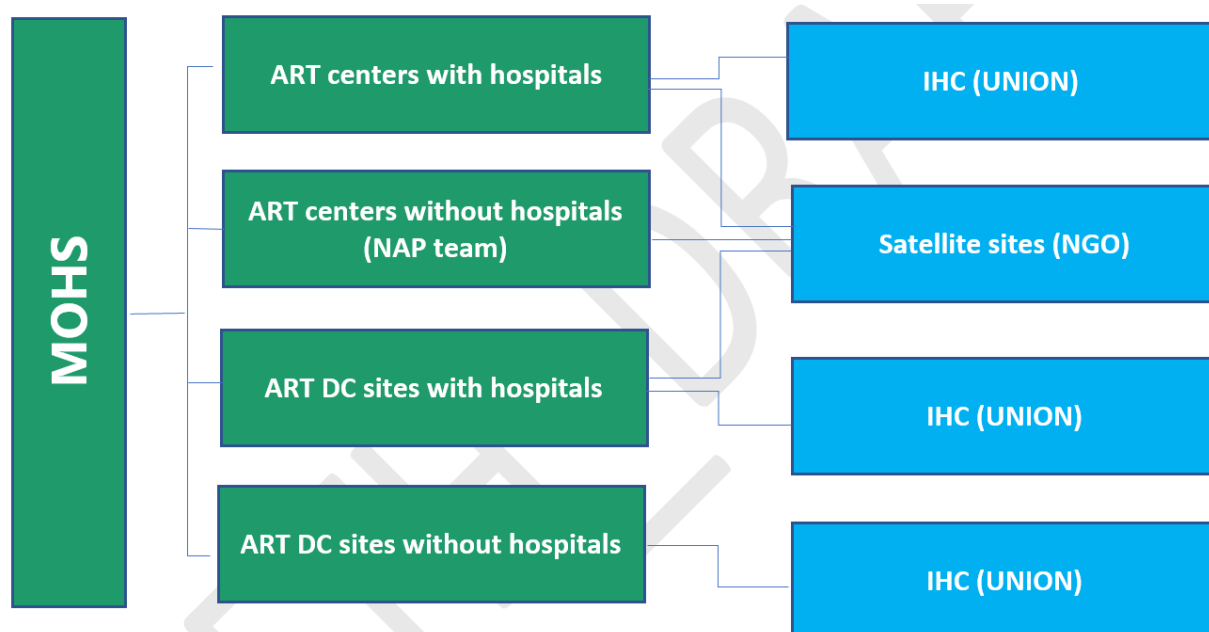 MOHS
ART centers with hospitals
ART centers without hospitals
(NAP team)
ART DC sites with hospitals
ART DC sites without hospitals
IHC (UNION)
Satellite sites (NGO)
IHC (UNION)
IHC (UNION)